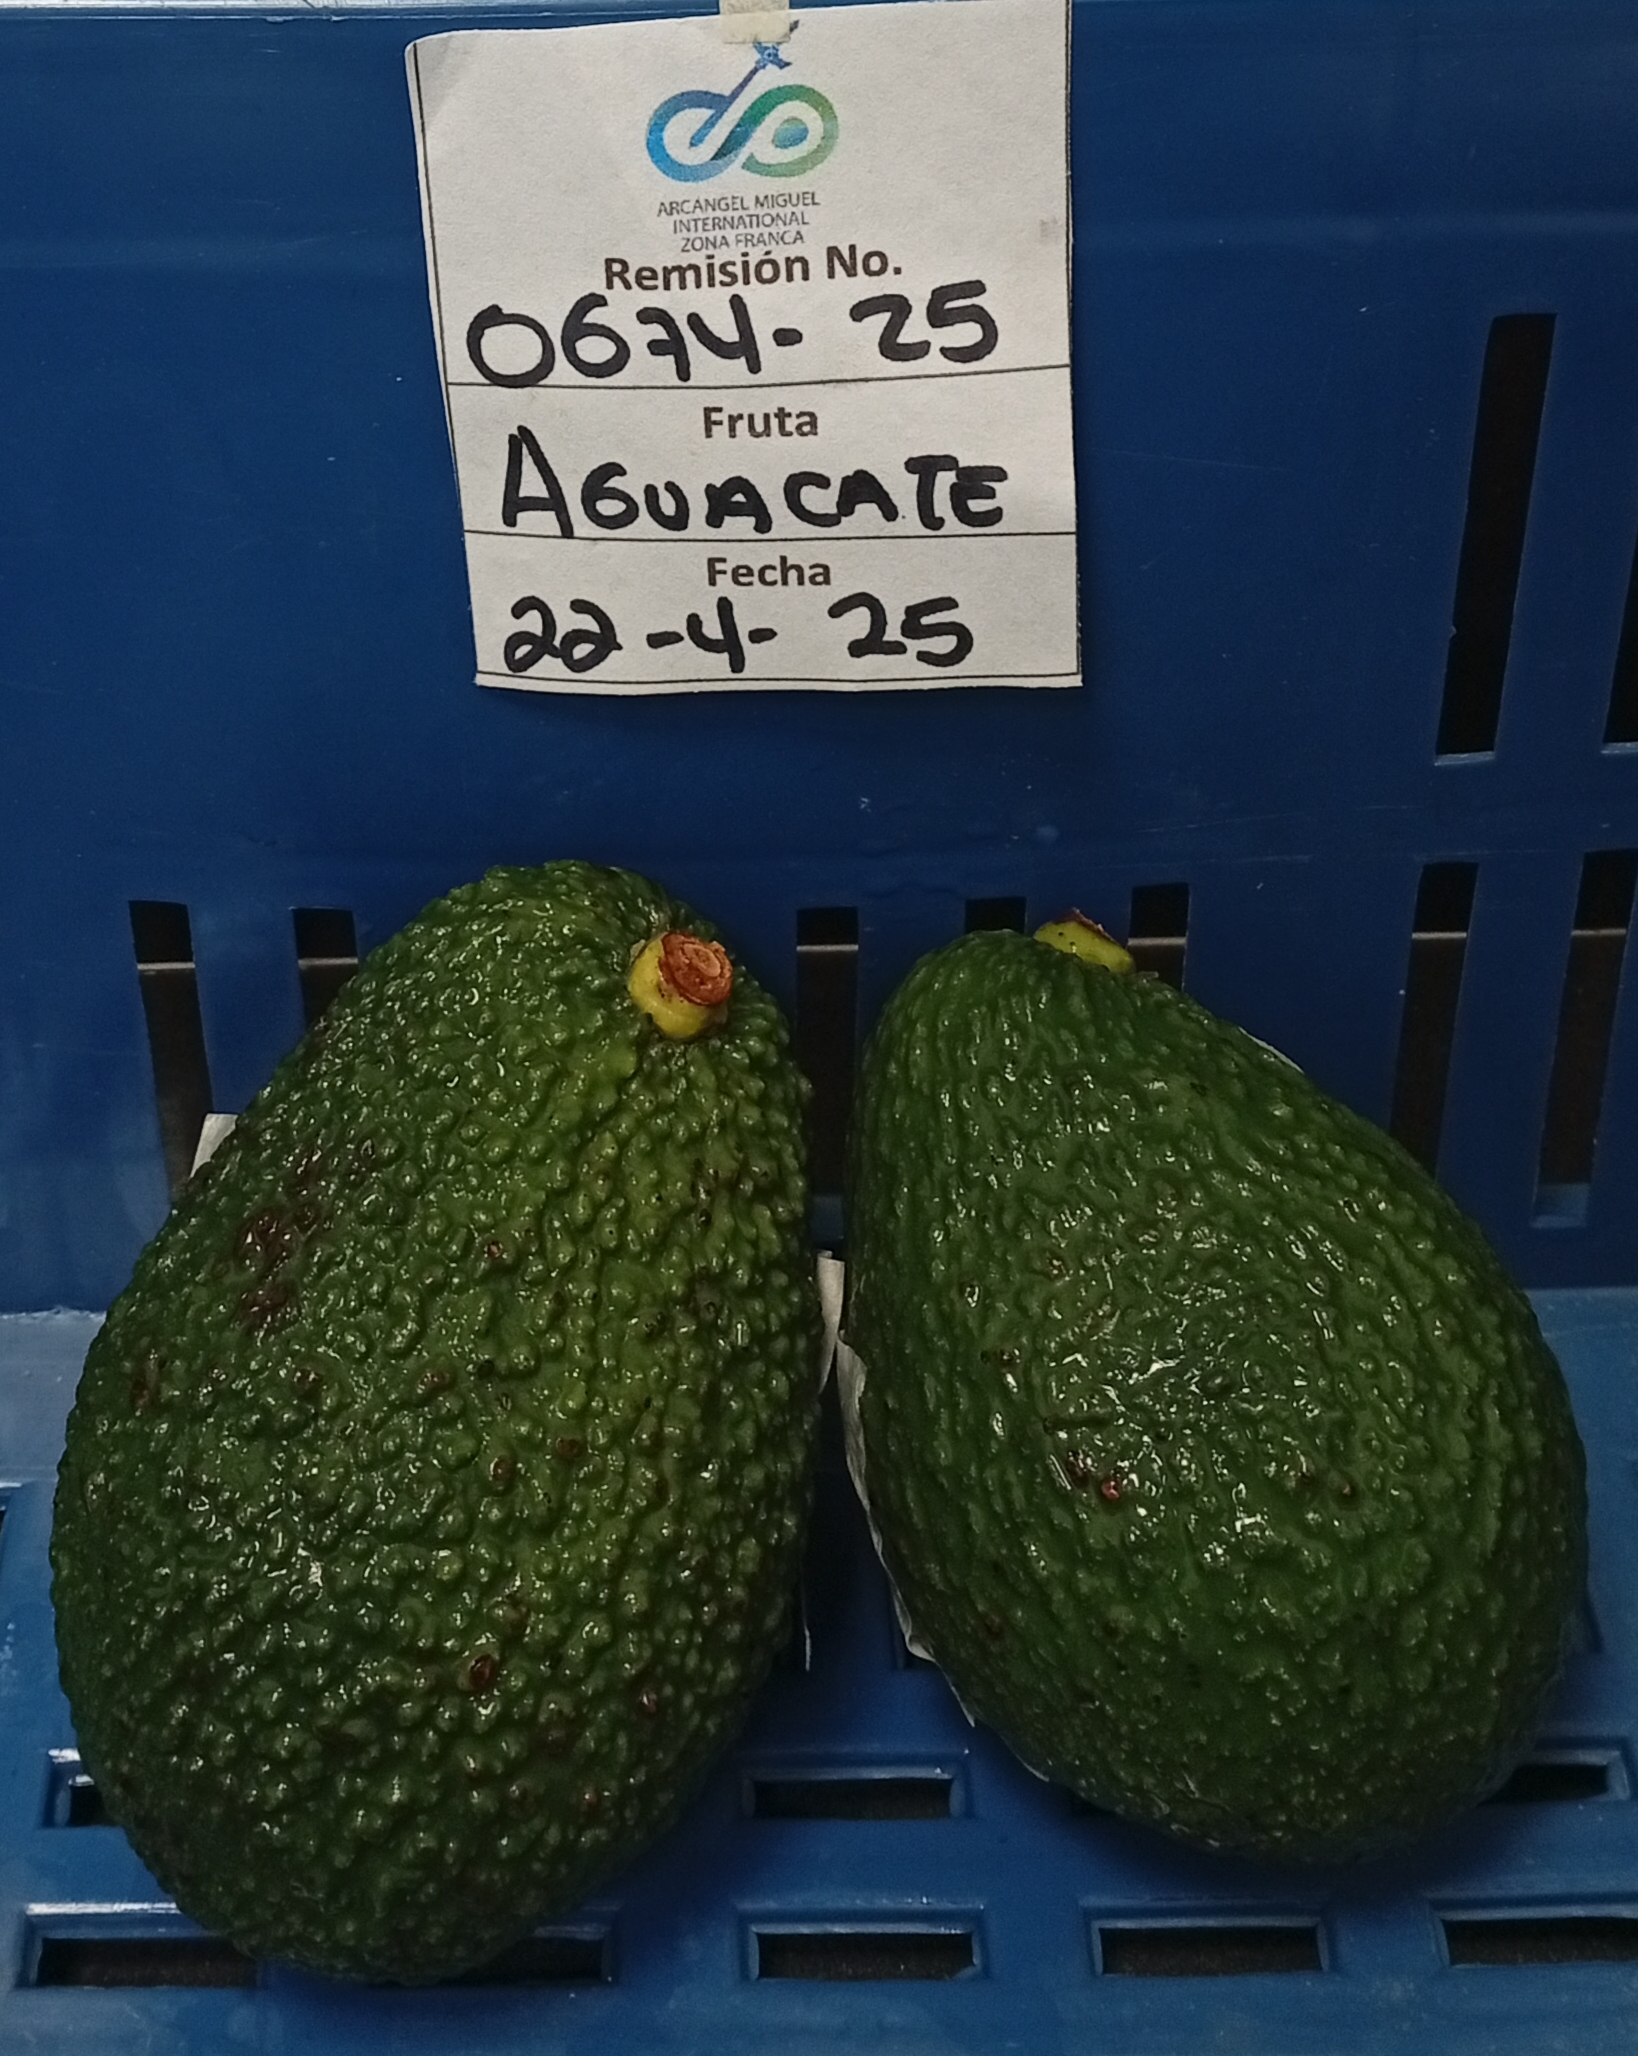 ARCANGEL MIGUEL
INTERNATIONAL
ZONA FRANCA
Remisión No.
0674- 25
Fruta
AGUACATE
Fecha
22-4-25